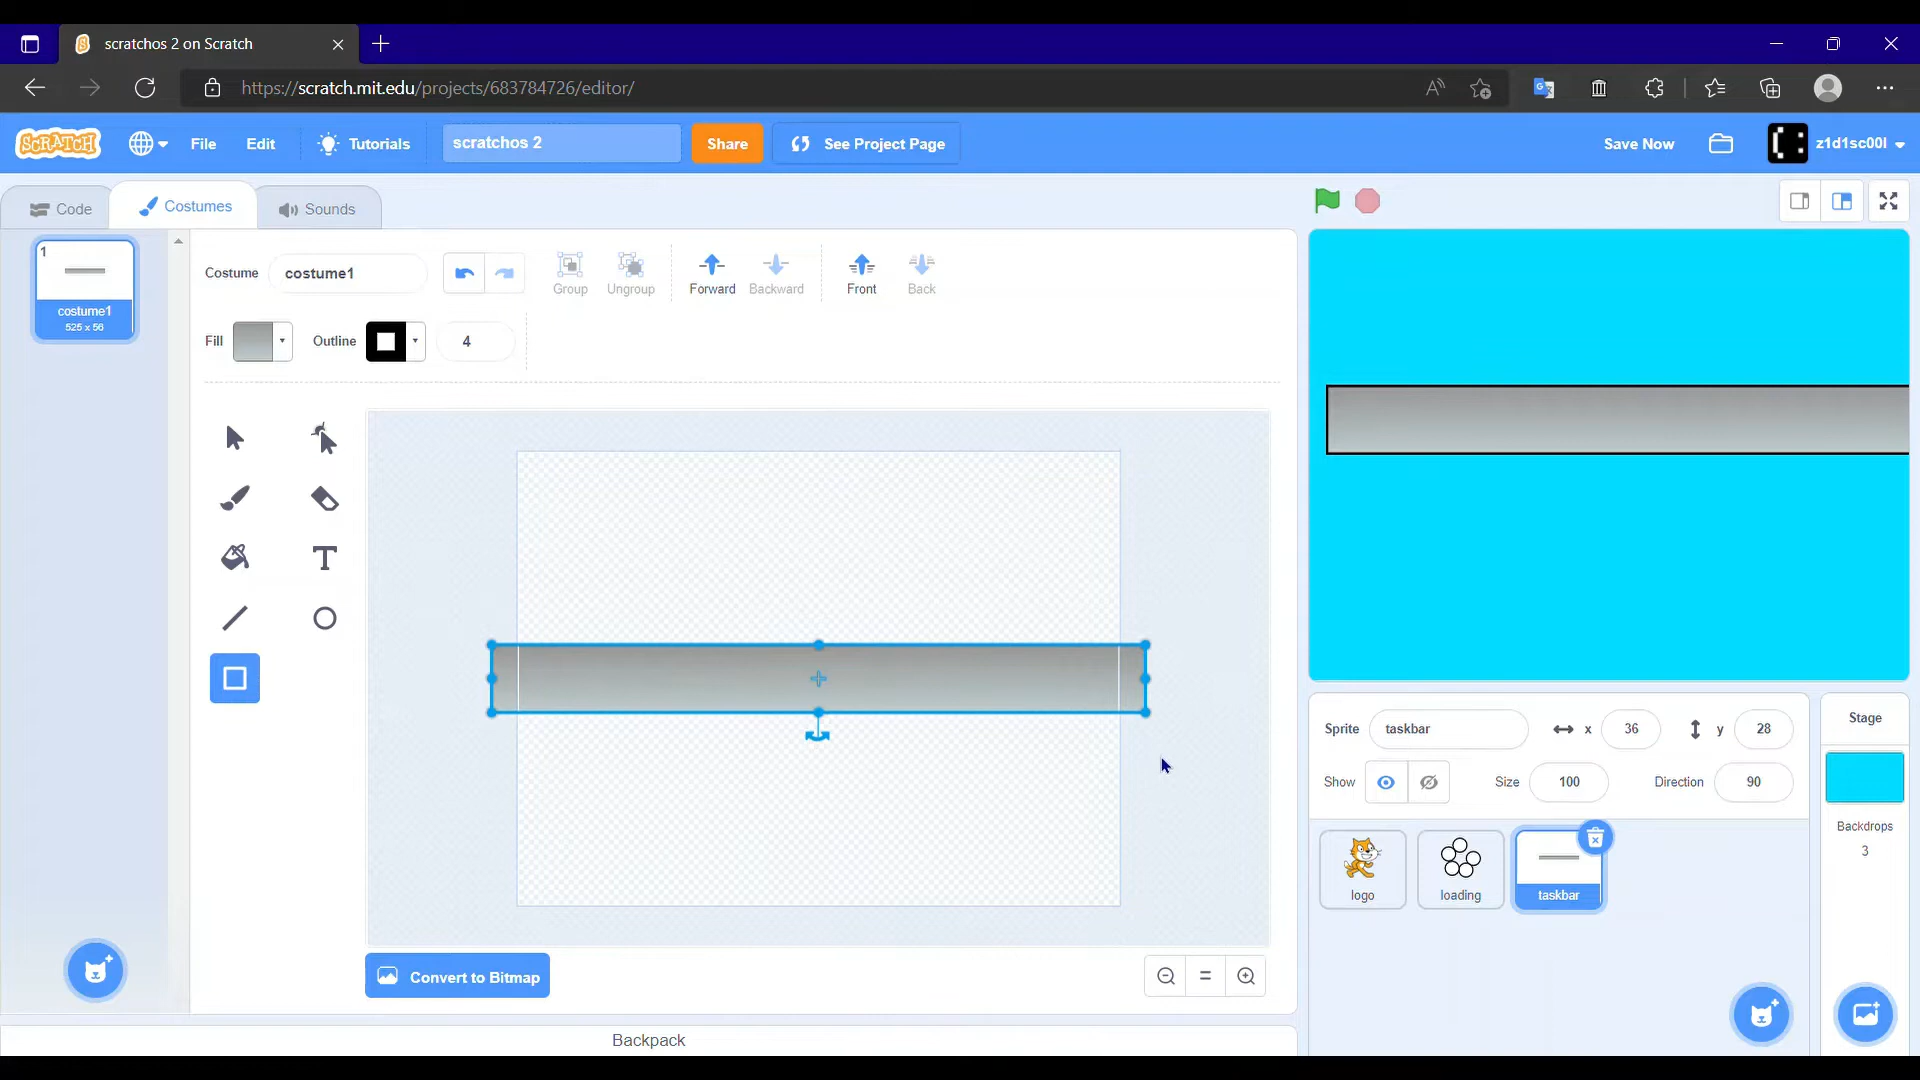 scratchos 2 on Scratch
https://scratch.mit.edu/projects/683784726/editor/
SCRATCH File Edit Tutorials scratchos 2 Share See Project Page Save Now z1d1sc00l
Code Costumes Sounds
1
costume1
525 x 56
Costume costume1 Group Ungroup Forward Backward Front Back
Fill Outline 4
T
Convert to Bitmap
Backpack
Sprite taskbar x 36 y 28
Show Size 100 Direction 90
logo loading taskbar
Stage
Backdrops
3